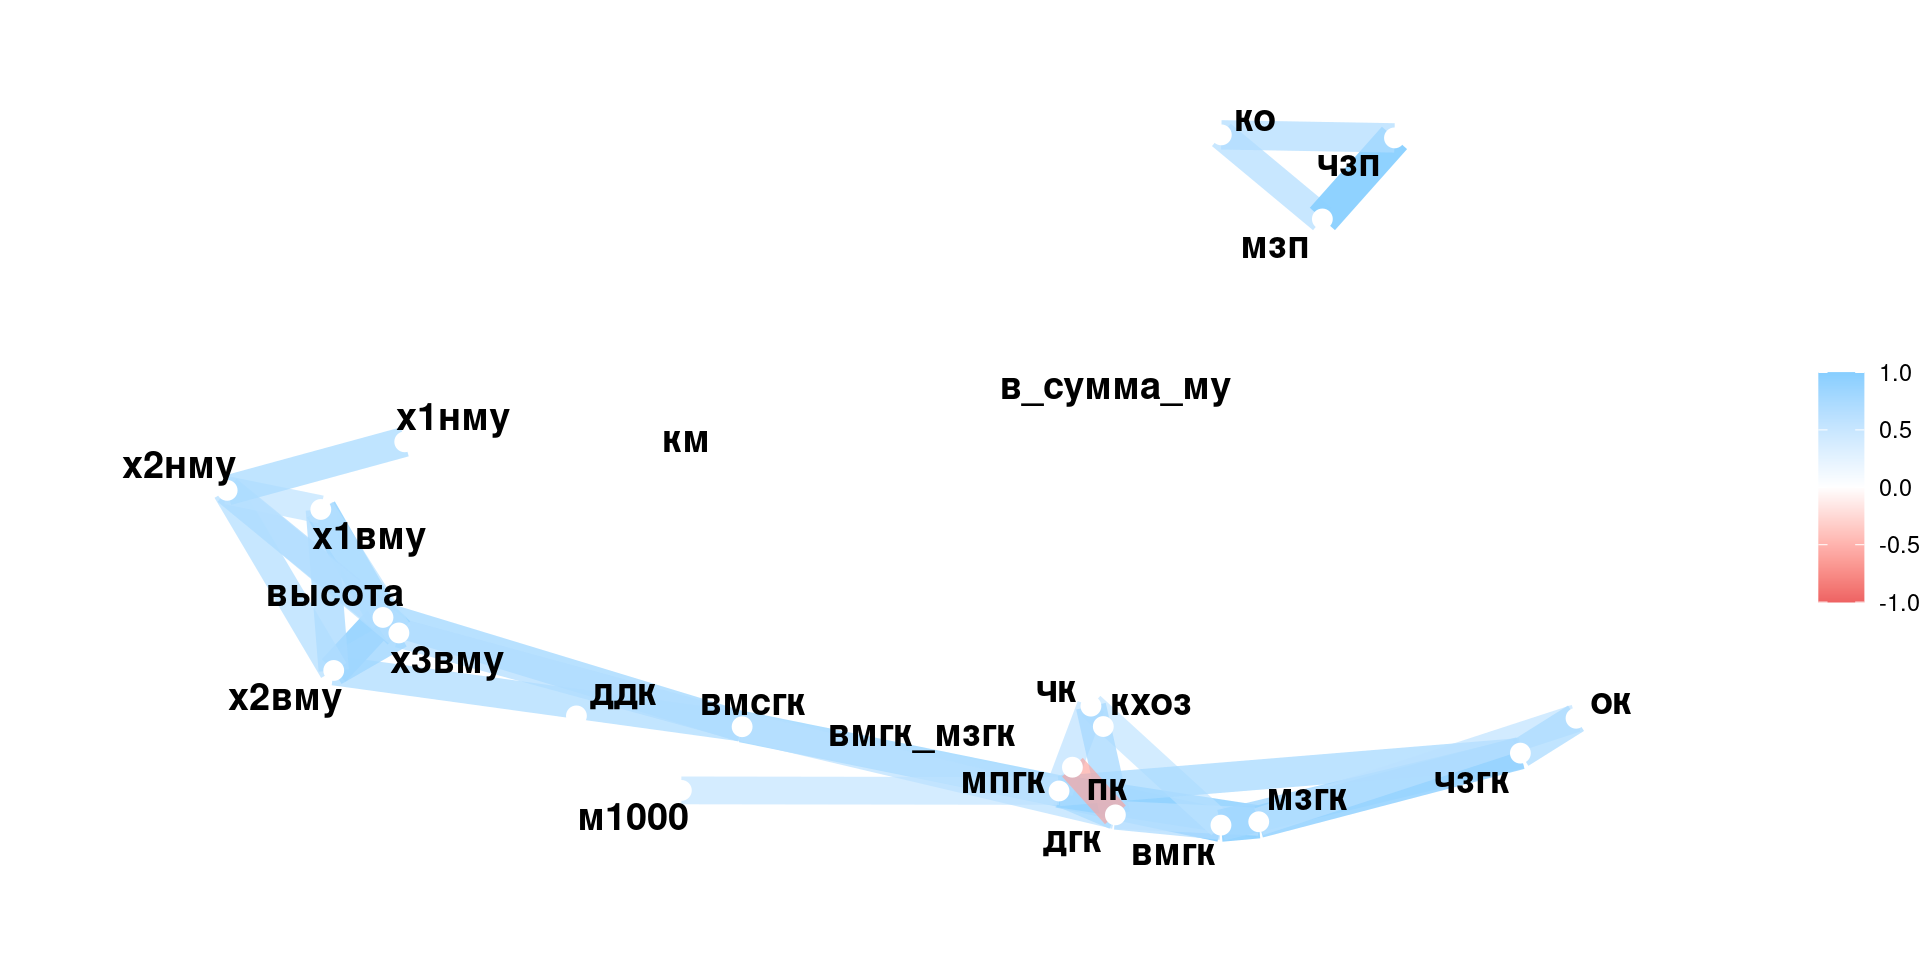 ко
чзп
мзп
1.0
в_сумма_му
х1нму
0.5
км
х2нму
0.0
х1вму
-0.5
высота
-1.0
х3вму
чк
ддк
х2вму
вмсгк
кхоз
ок
вмгк_мзгк
мпгк
чзгк
пк
мзгк
м1000
дгк
вмгк